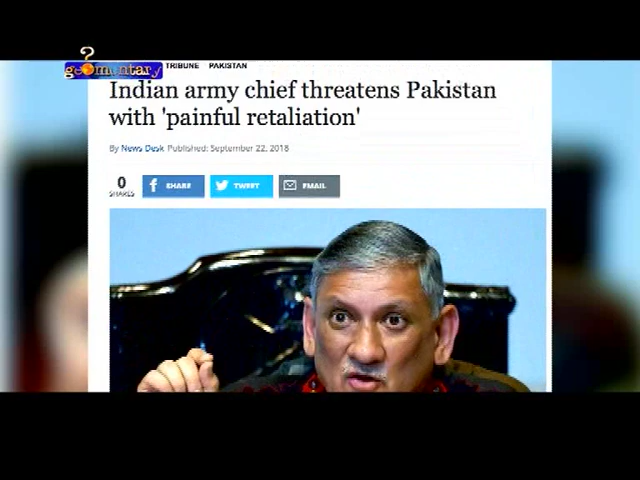 ?
geomentary
TRIBUNE PAKISTAN
Indian army chief threatens Pakistan
with 'painful retaliation'
By News Desk Published: September 22, 2018
0
SHARES
SHARE
TWEET
EMAIL